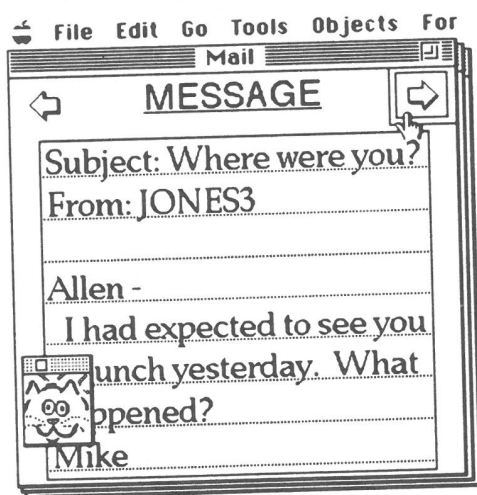 File Edit Go Tools Objects For
Mail
MESSAGE
Subject: Where were you?
From: JONES3
Allen -
I had expected to see you
unch yesterday. What
ppened?
Mike